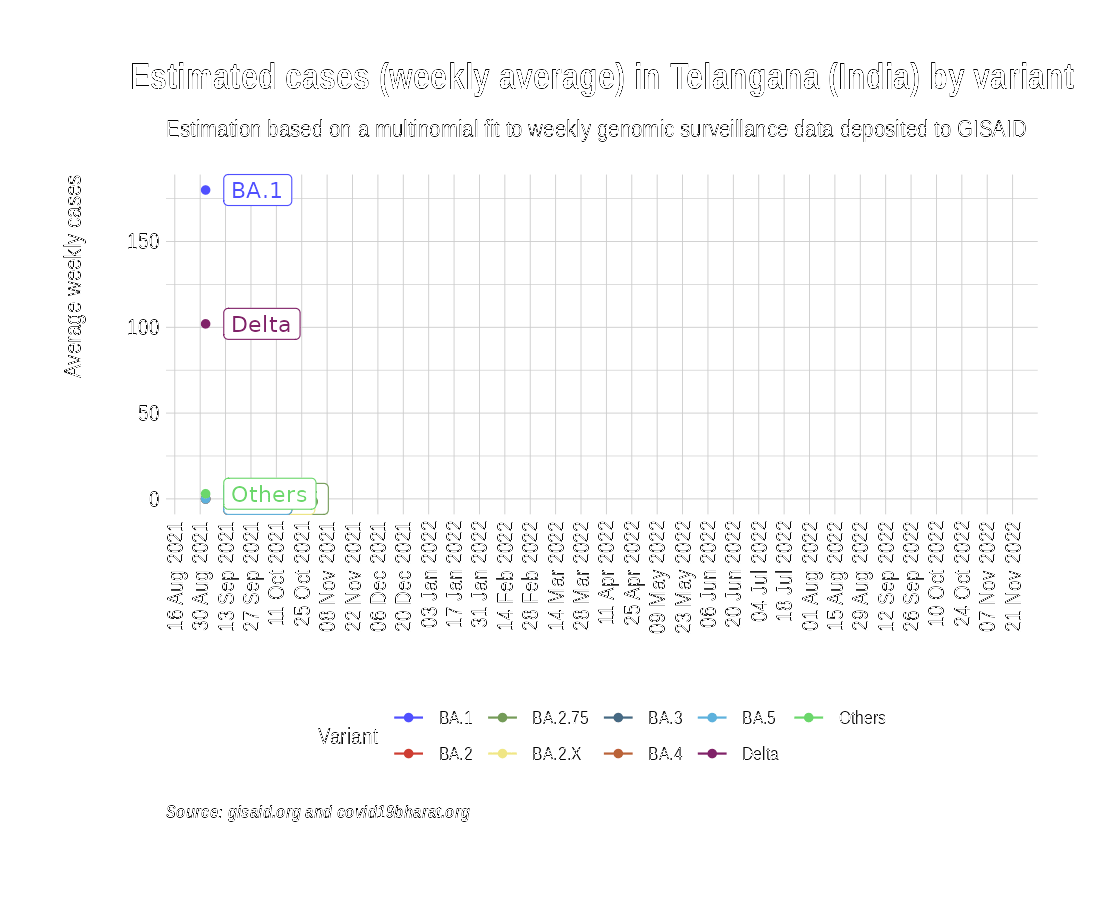 Estimated cases (weekly average) in Telangana (India) by variant
Estimation based on a multinomial fit to weekly genomic surveillance data deposited to GISAID
Average weekly cases
150
100
50
0
BA.1
Delta
Others
16 Aug 2021
30 Aug 2021
13 Sep 2021
27 Sep 2021
11 Oct 2021
25 Oct 2021
08 Nov 2021
22 Nov 2021
06 Dec 2021
20 Dec 2021
03 Jan 2022
17 Jan 2022
31 Jan 2022
14 Feb 2022
28 Feb 2022
14 Mar 2022
28 Mar 2022
11 Apr 2022
25 Apr 2022
09 May 2022
23 May 2022
06 Jun 2022
20 Jun 2022
04 Jul 2022
18 Jul 2022
01 Aug 2022
15 Aug 2022
29 Aug 2022
12 Sep 2022
26 Sep 2022
10 Oct 2022
24 Oct 2022
07 Nov 2022
21 Nov 2022
Variant
BA.1 BA.2.75 BA.3 BA.5 Others
BA.2 BA.2.X BA.4 Delta
Source: gisaid.org and covid19bharat.org